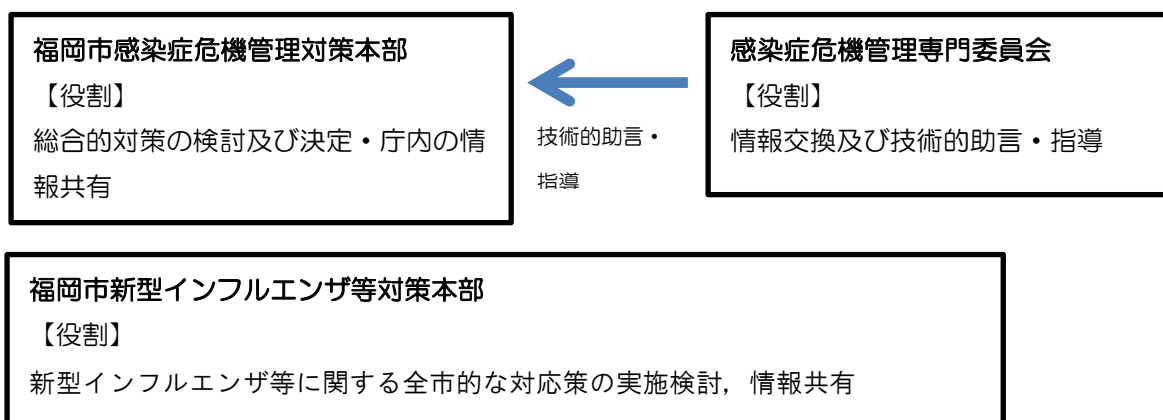 福岡市感染症危機管理対策本部
【役割】
総合的対策の検討及び決定・庁内の情
報共有
技術的助言・
指導
感染症危機管理専門委員会
【役割】
情報交換及び技術的助言・指導
福岡市新型インフルエンザ等対策本部
【役割】
新型インフルエンザ等に関する全市的な対応策の実施検討，情報共有